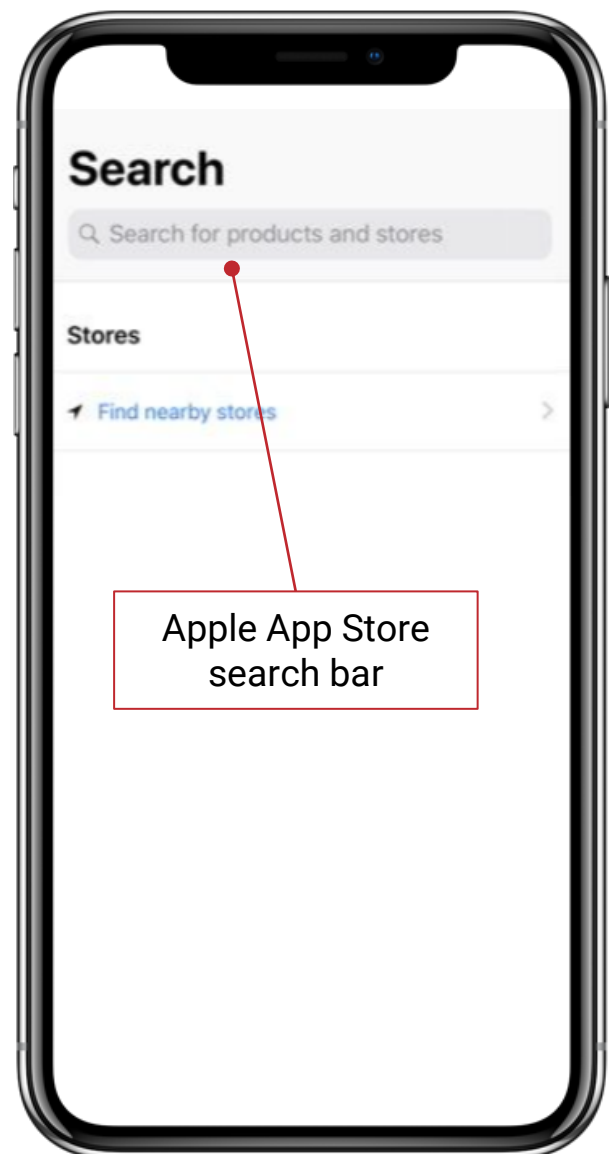 Search
Search for products and stores
Stores
Find nearby stores
Apple App Store
search bar